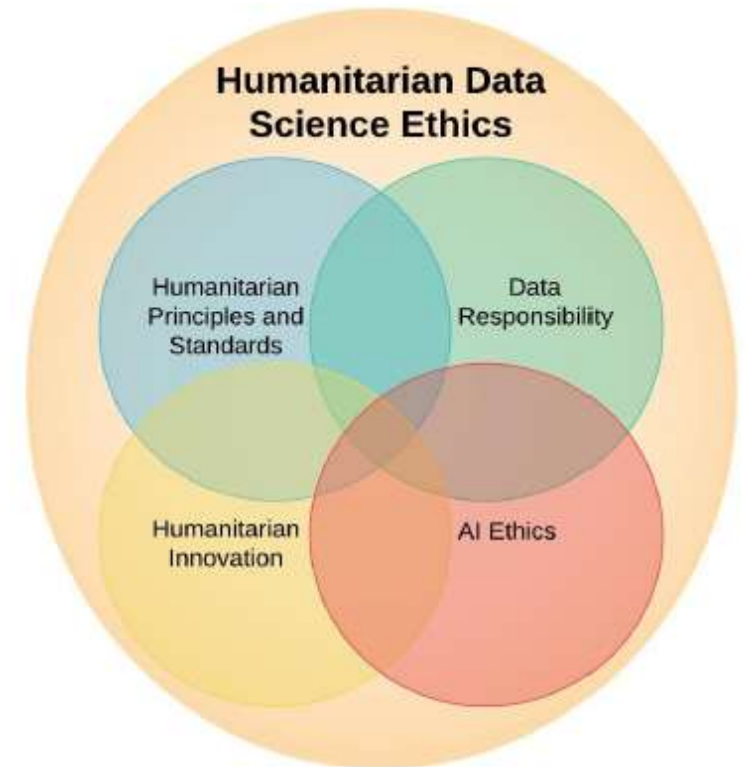 Humanitarian Data
Science Ethics
Humanitarian
Principles and
Standards
Data
Responsibility
Humanitarian
Innovation
AI Ethics